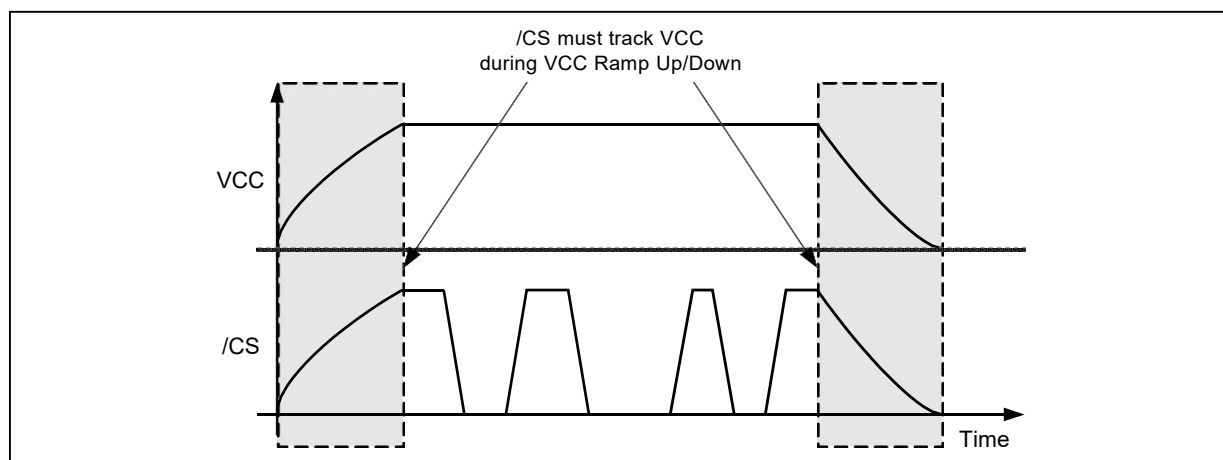 /CS must track VCC
during VCC Ramp Up/Down
VCC
/CS
Time